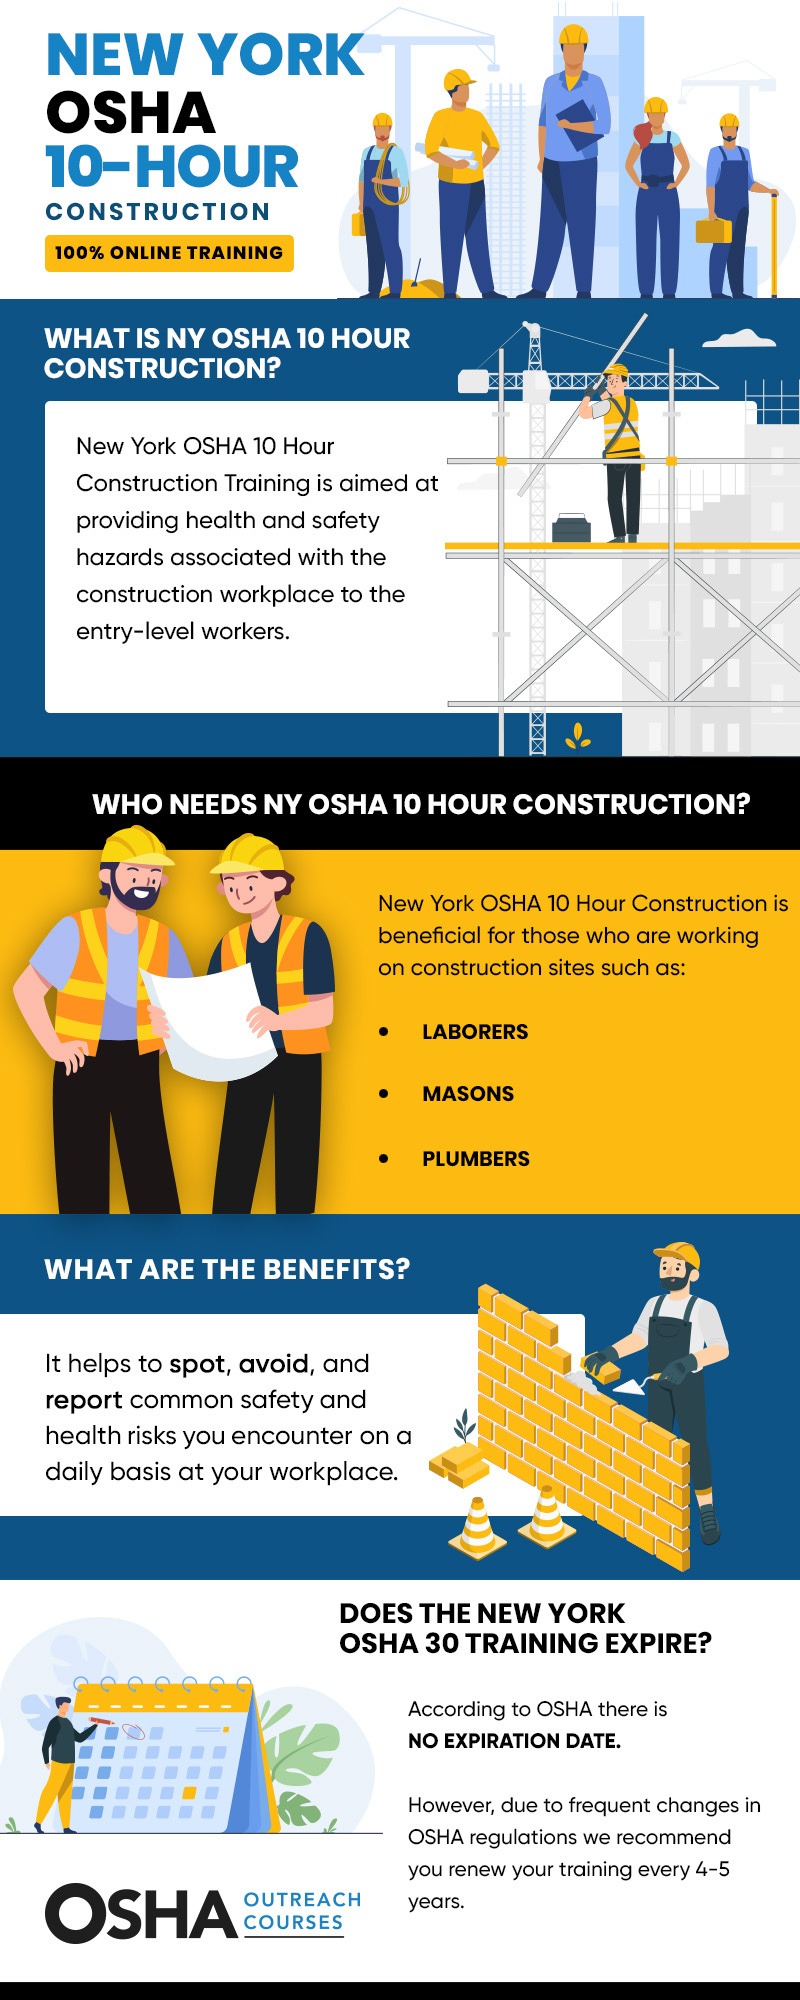 NEW YORK
OSHA
10-HOUR
CONSTRUCTION
100% ONLINE TRAINING
WHAT IS NY OSHA 10 HOUR
CONSTRUCTION?
New York OSHA 10 Hour
Construction Training is aimed at
providing health and safety
hazards associated with the
construction workplace to the
entry-level workers.
WHO NEEDS NY OSHA 10 HOUR CONSTRUCTION?
New York OSHA 10 Hour Construction is
beneficial for those who are working
on construction sites such as:
• LABORERS
• MASONS
• PLUMBERS
WHAT ARE THE BENEFITS?
It helps to spot, avoid, and
report common safety and
health risks you encounter on a
daily basis at your workplace.
DOES THE NEW YORK
OSHA 30 TRAINING EXPIRE?
According to OSHA there is
NO EXPIRATION DATE.
However, due to frequent changes in
OSHA regulations we recommend
you renew your training every 4-5
years.
OSHA OUTREACH
COURSES